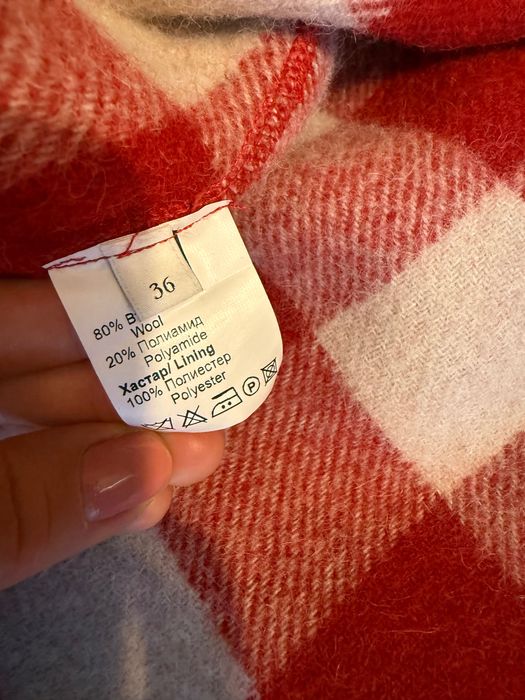 36
80%
Wool
20% Полиамид
Polyamide
Хастар/ Lining
100% Полиестер
Polyester
P